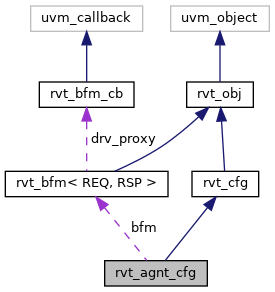 uvm_callback
uvm_object
rvt_bfm_cb
rvt_obj
drv_proxy
rvt_bfm< REQ, RSP >
rvt_cfg
bfm
rvt_agnt_cfg